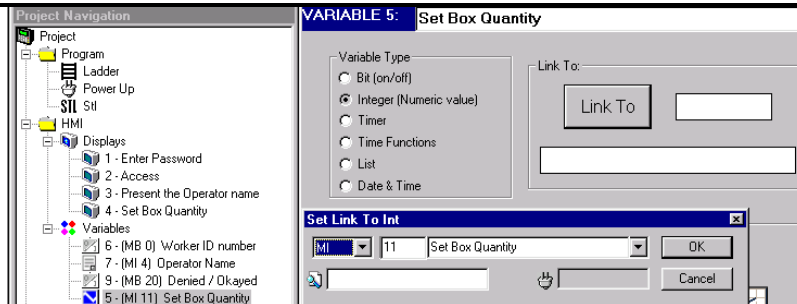 Project Navigation
Project
Program
Ladder
Power Up
STL Stl
HMI
Displays
1 - Enter Password
2 - Access
3 - Present the Operator name
4 - Set Box Quantity
Variables
6 - (MB 0) Worker ID number
7 - (MI 4) Operator Name
9 - (MB 20) Denied / Okayed
5 - (MI 11) Set Box Quantity
VARIABLE 5: Set Box Quantity
Variable Type
Bit (on/off)
Integer (Numeric value)
Timer
Time Functions
List
Date & Time
Link To:
Link To
Set Link To Int
MI 11 Set Box Quantity OK
Cancel